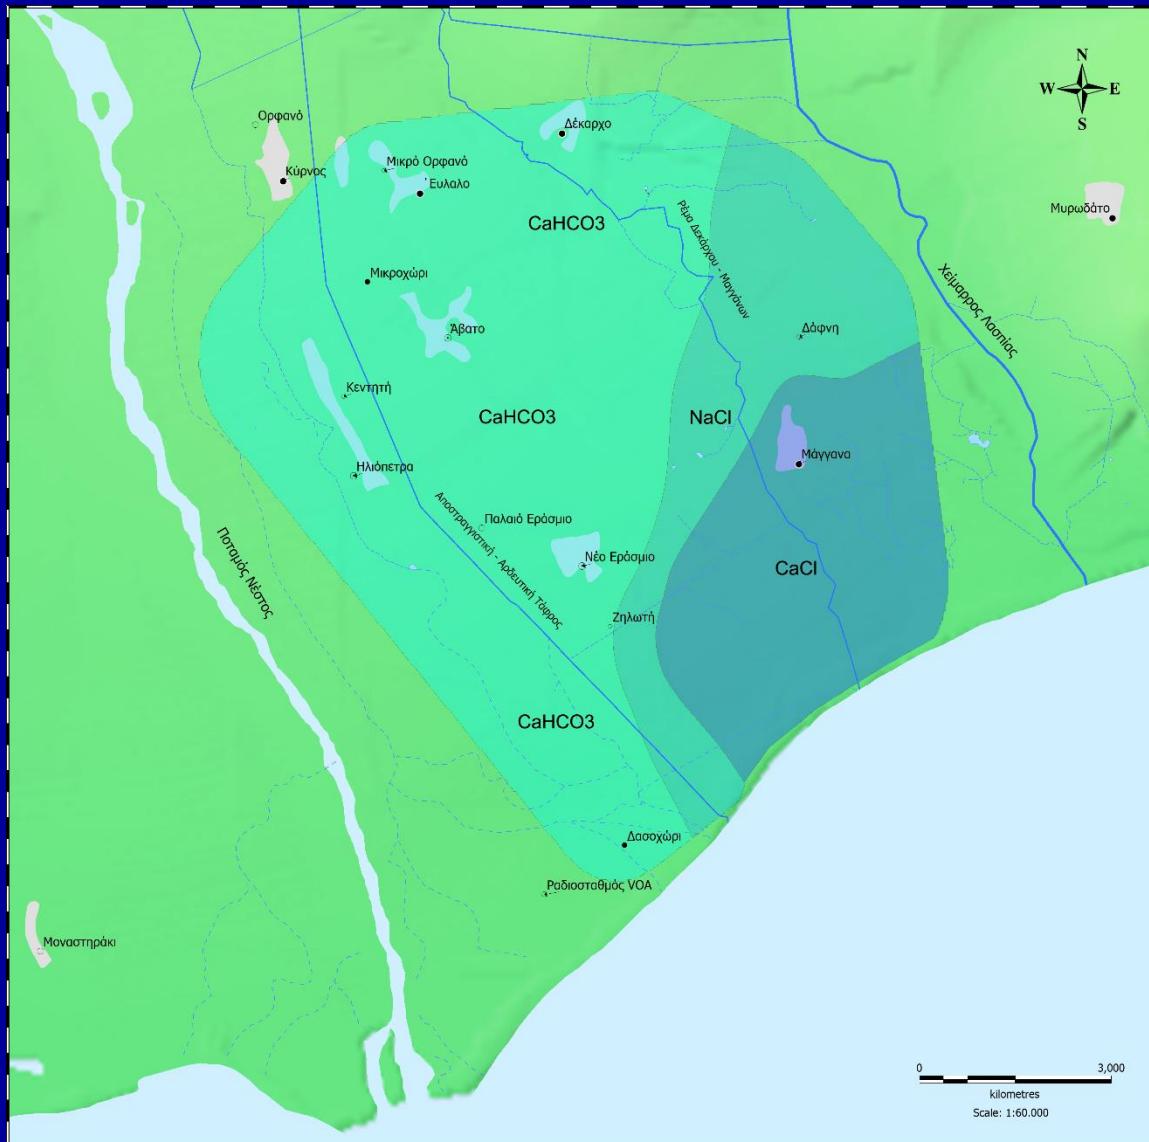 N
W E
S
Ορφανό
Δέκαρχο
Κύρνος
Μικρό Ορφανό
Ευλαλο
Μυρωδάτο
CaHCO3
Ρέμα Δεκάρχου - Μαγγάνων
Μικροχώρι
Χείμαρρος Λασπίας
Άβατο
Δάφνη
Κεντητή
CaHCO3
NaCl
Μάγγανα
Ηλιόπετρα
Αποστραγγιστική - Αρδευτική Τάφρος
Παλαιό Εράσμιο
Ποταμός Νέστος
Νέο Εράσμιο
CaCl
Ζηλωτή
CaHCO3
Δασοχώρι
Ραδιοσταθμός VOA
Μοναστηράκι
0 3,000
kilometres
Scale: 1:60.000